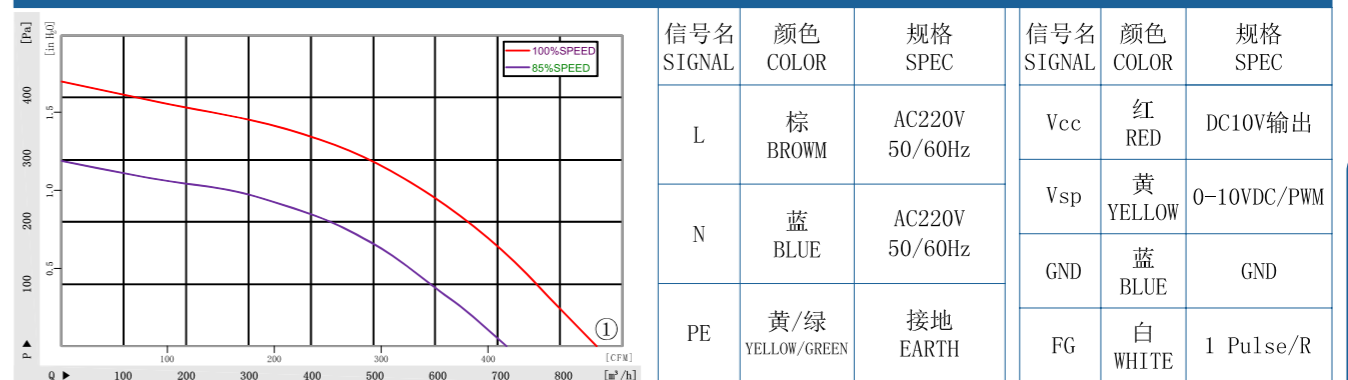 [Pa]
[in H₂O]
400
300
200
100
P ▲
1.5
1.0
0.5
100%SPEED
85%SPEED
①
100 200 300 400 [CFM]
Q ▶ 100 200 300 400 500 600 700 800 [m³/h]
信号名 颜色 规格
SIGNAL COLOR SPEC
L 棕 AC220V
BROWM 50/60Hz
N 蓝 AC220V
BLUE 50/60Hz
PE 黄/绿 接地
YELLOW/GREEN EARTH
信号名 颜色 规格
SIGNAL COLOR SPEC
Vcc 红 DC10V输出
RED
Vsp 黄 0-10VDC/PWM
YELLOW
GND 蓝 GND
BLUE
FG 白 1 Pulse/R
WHITE